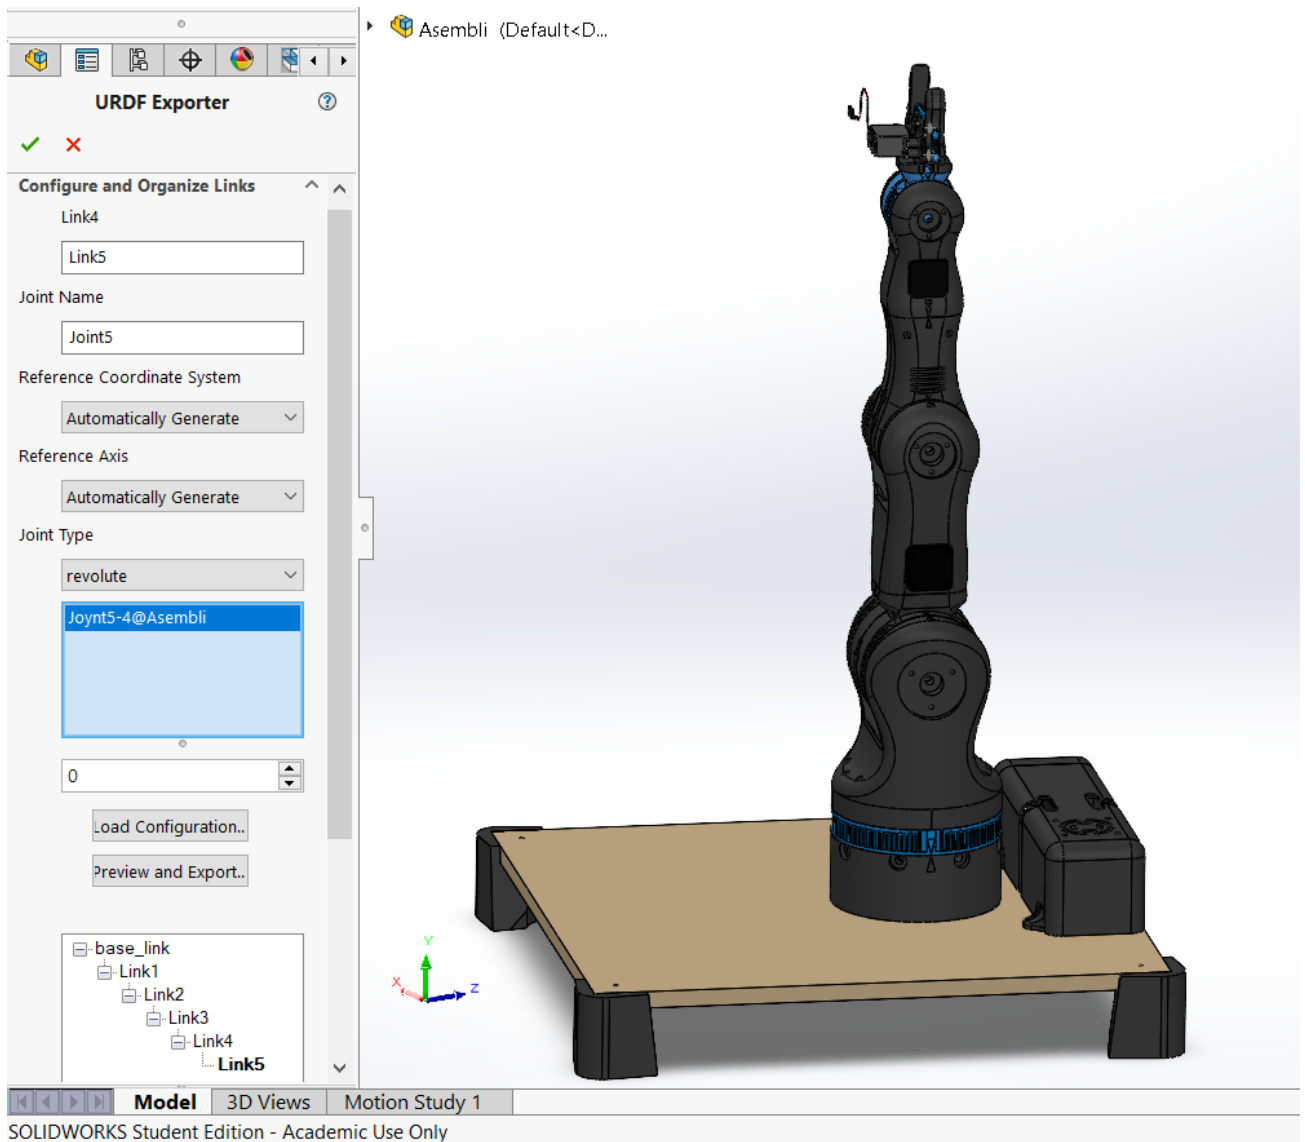 Asembli (Default<D...
URDF Exporter
Configure and Organize Links
Link4
Link5
Joint Name
Joint5
Reference Coordinate System
Automatically Generate
Reference Axis
Automatically Generate
Joint Type
revolute
Joynt5-4@Asembli
0
Load Configuration..
Preview and Export..
base_link
Link1
Link2
Link3
Link4
Link5
Y
X
Z
Model 3D Views Motion Study 1
SOLIDWORKS Student Edition - Academic Use Only